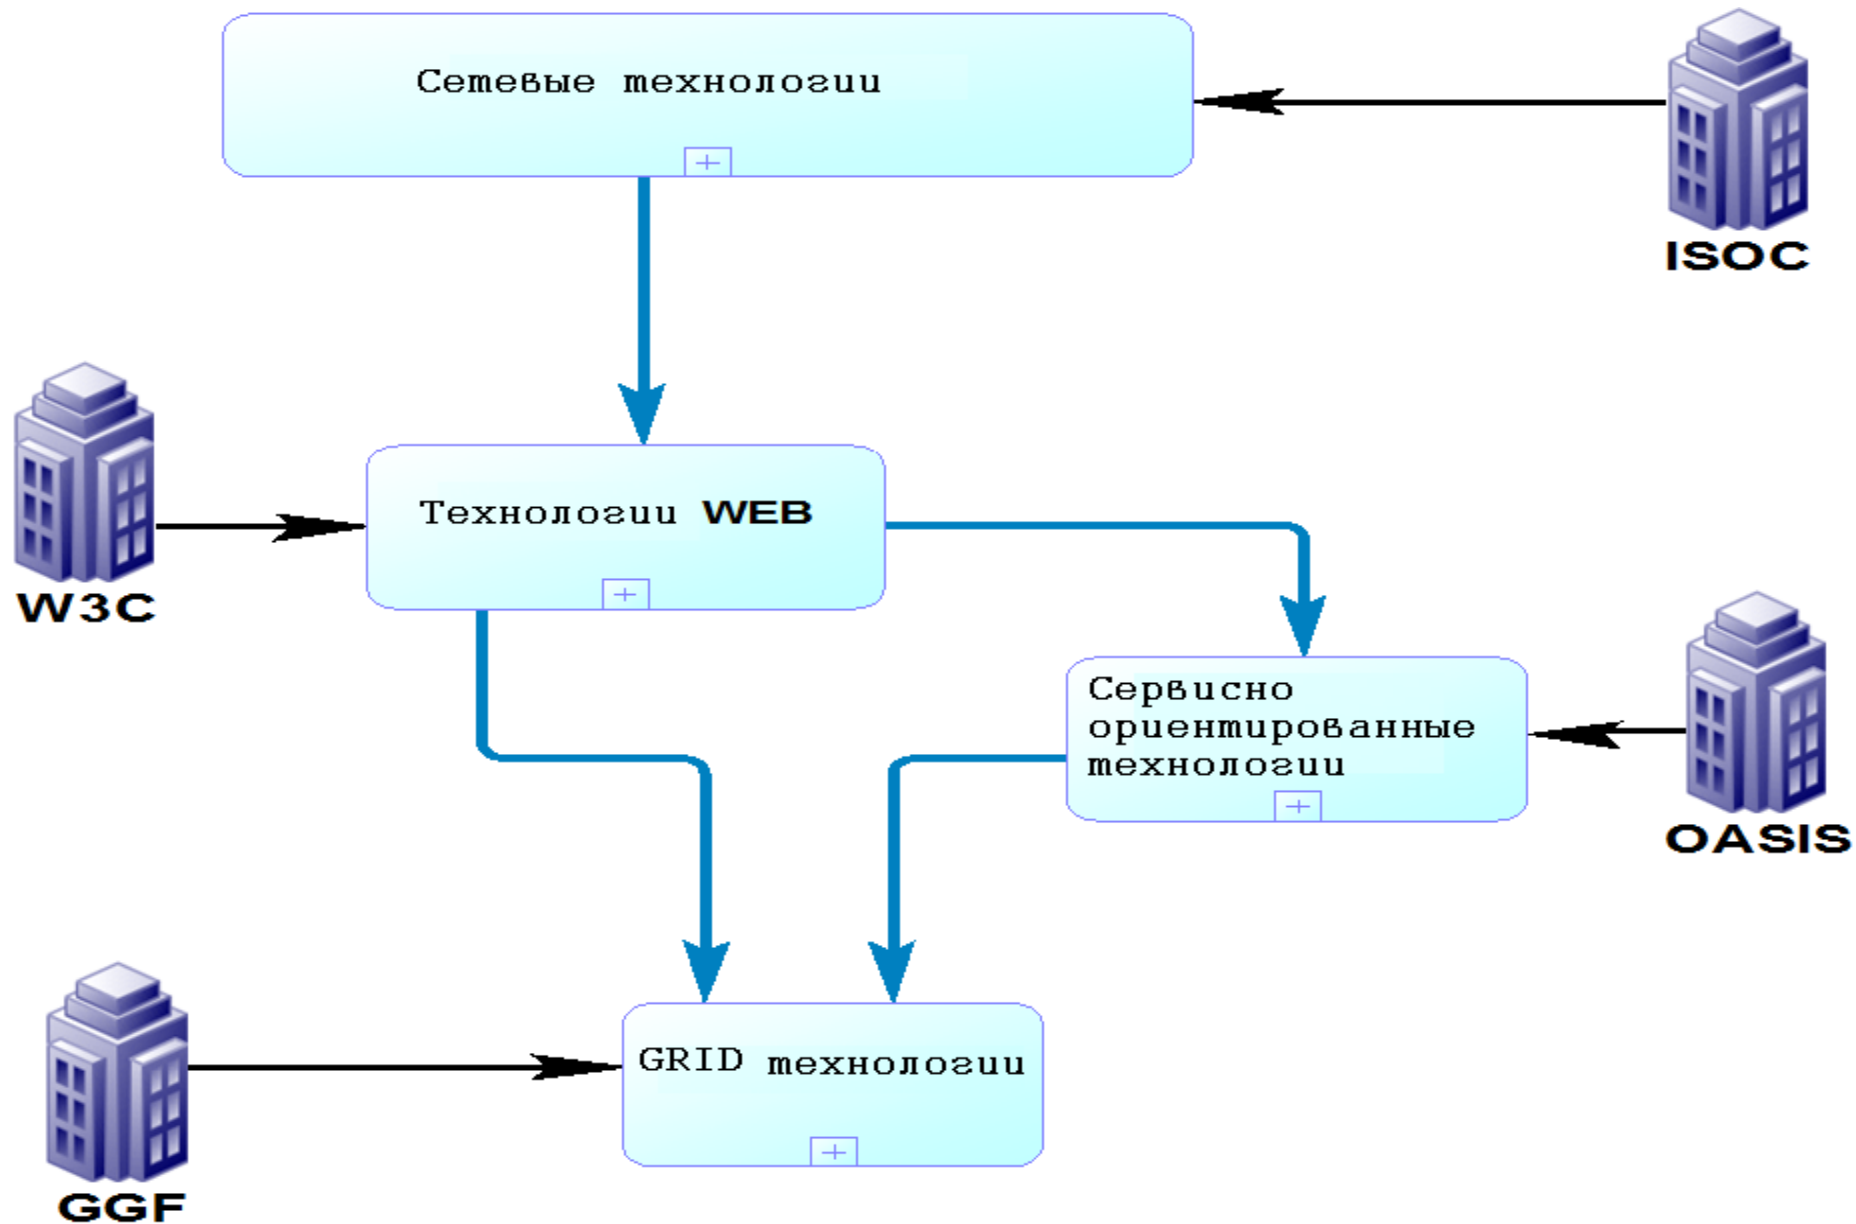 Сетевые технологии
ISOC
Технологии WEB
W3C
Сервисно
ориентированные
технологии
OASIS
GRID технологии
GGF